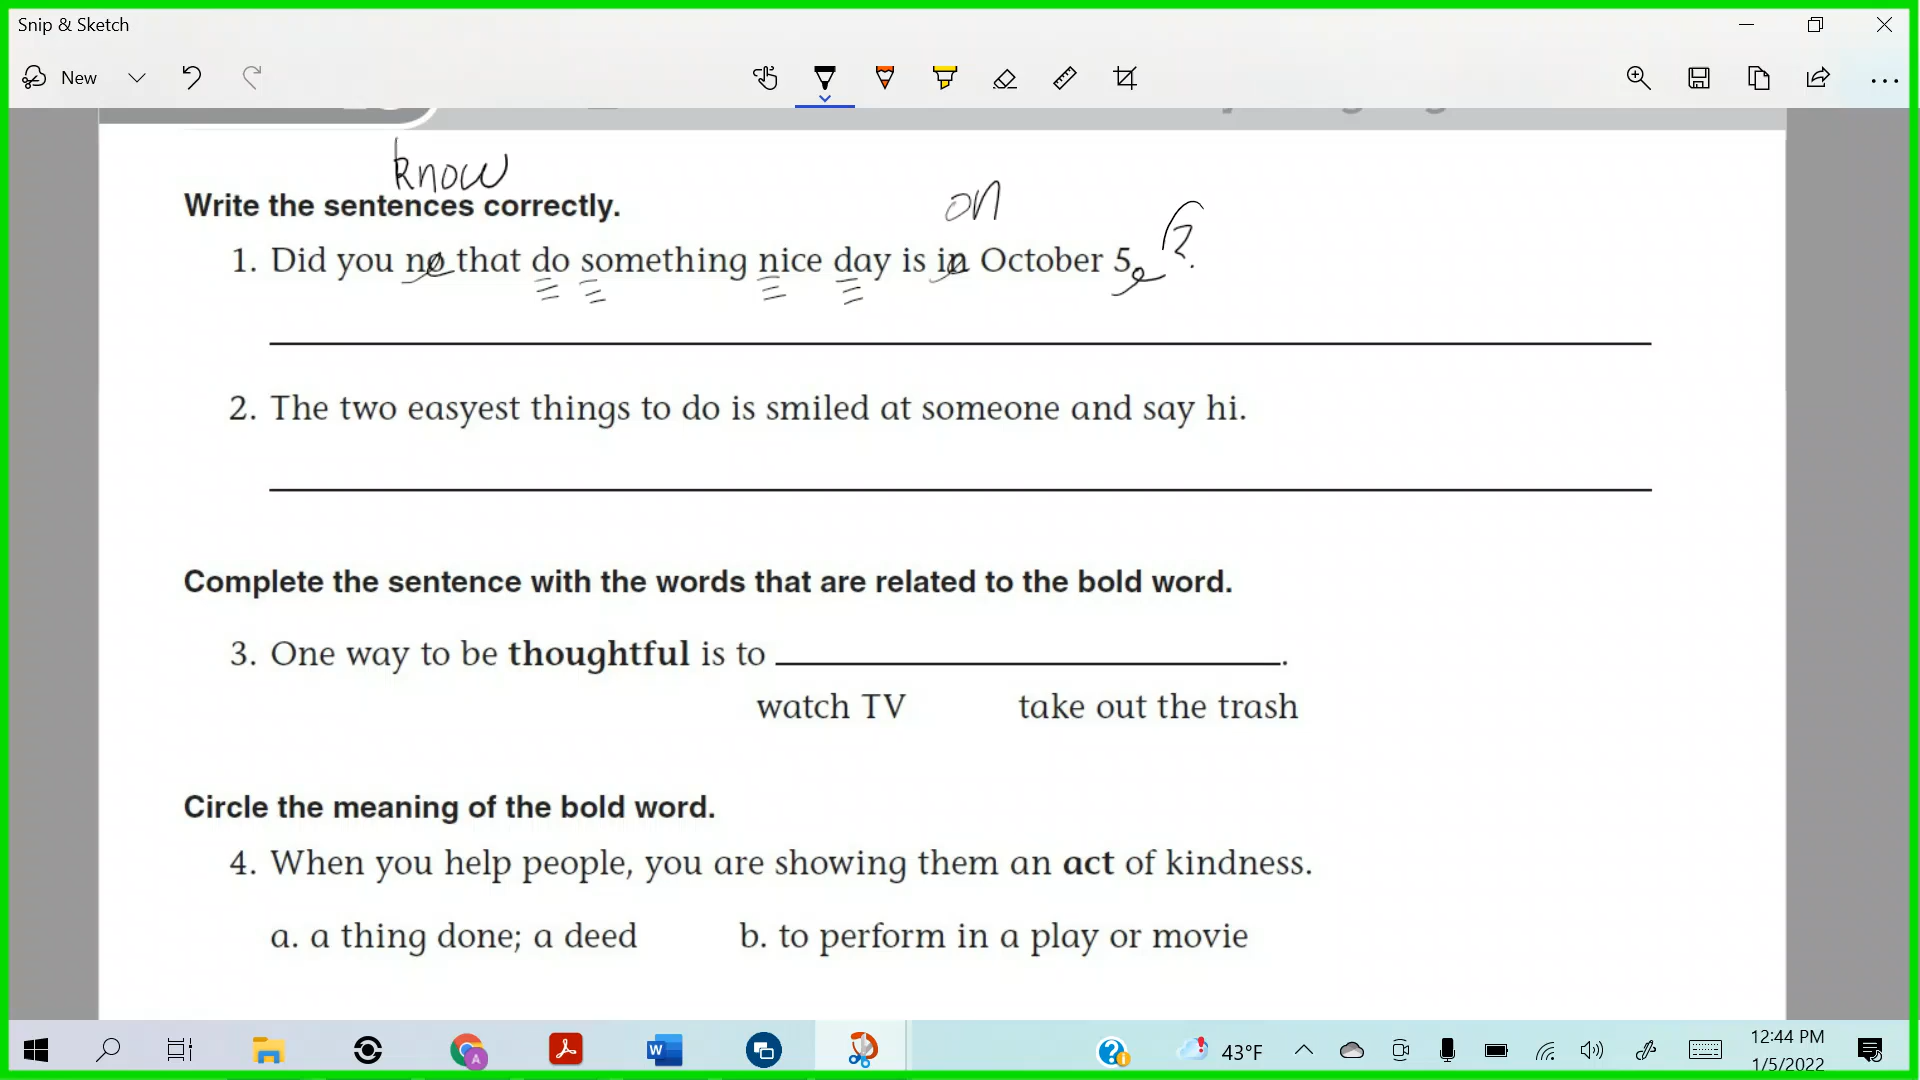 Snip & Sketch
New
know
Write the sentences correctly.
on
1. Did you no that do something nice day is in October 5. ?
2. The two easyest things to do is smiled at someone and say hi.
Complete the sentence with the words that are related to the bold word.
3. One way to be thoughtful is to ____________.
watch TV take out the trash
Circle the meaning of the bold word.
4. When you help people, you are showing them an act of kindness.
a. a thing done; a deed b. to perform in a play or movie
43°F
12:44 PM
1/5/2022